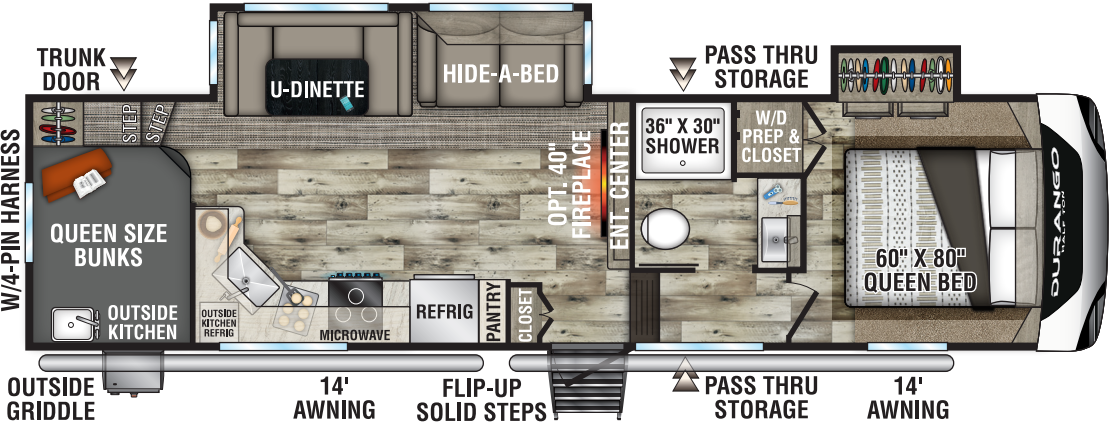 TRUNK
DOOR
W/4-PIN HARNESS
STEP
STEP
U-DINETTE
HIDE-A-BED
PASS THRU
STORAGE
36" X 30"
SHOWER
W/D
PREP &
CLOSET
OPT. 40"
FIREPLACE
ENT. CENTER
QUEEN SIZE
BUNKS
OUTSIDE
KITCHEN
OUTSIDE
KITCHEN
REFRIG
MICROWAVE
REFRIG
PANTRY
CLOSET
60" X 80"
QUEEN BED
DURANGO
HALF TON
OUTSIDE
GRIDDLE
14'
AWNING
FLIP-UP
SOLID STEPS
PASS THRU
STORAGE
14'
AWNING